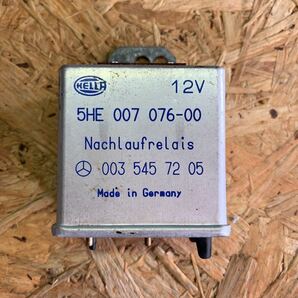 HELLA 12V
5HE 007 076-00
Nachlaufrelais
003 545 72 05
Made in Germany